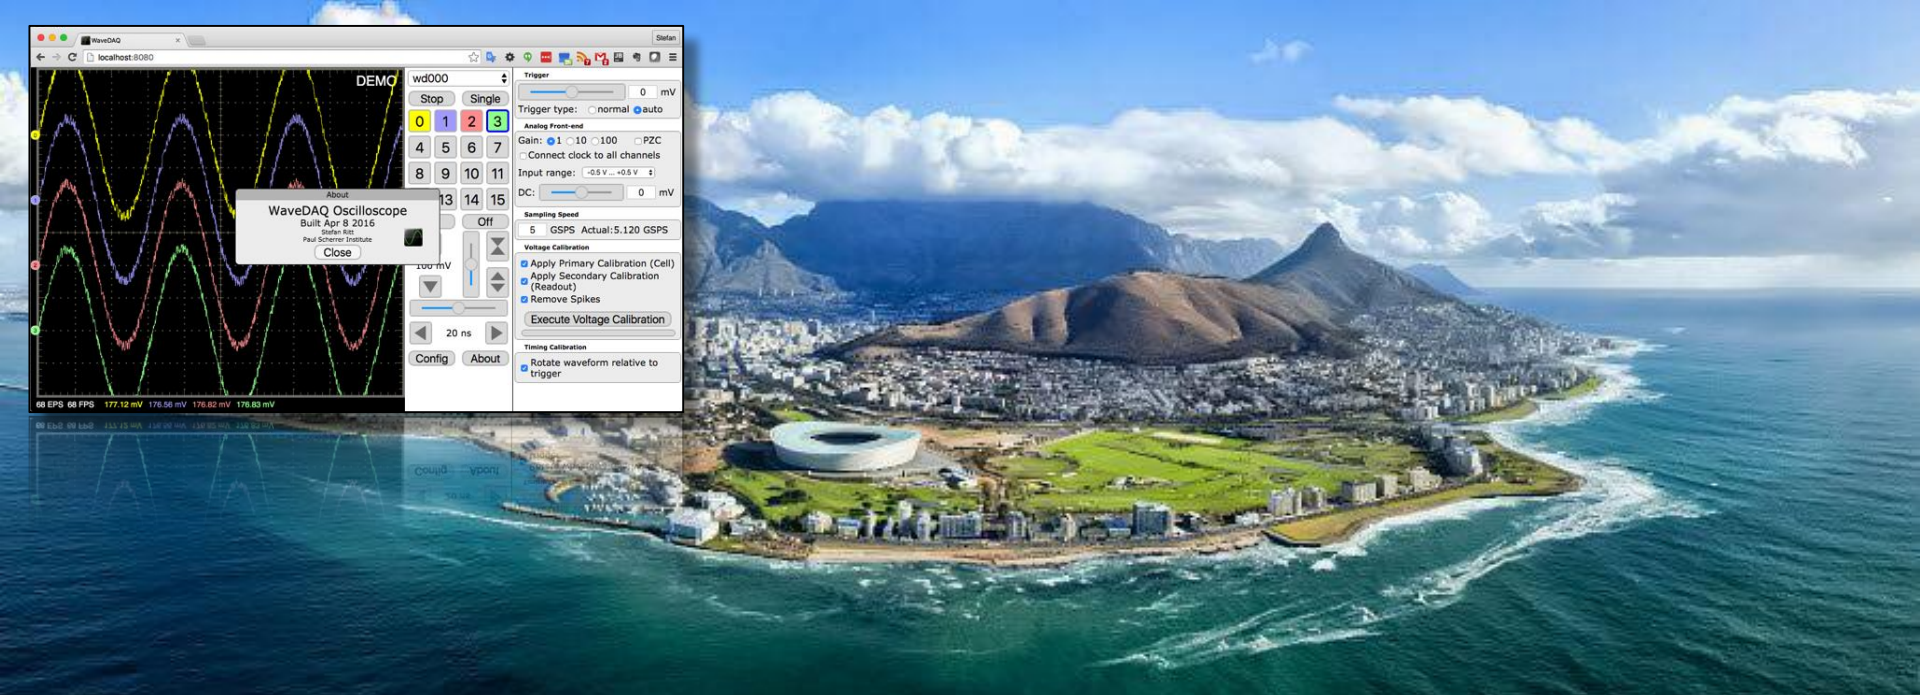 WaveDAQ
Stefan
localhost:8080
DEMO
wd000
Stop Single
0 1 2 3
4 5 6 7
8 9 10 11
13 14 15
Off
100 mV
20 ns
Config About
Trigger
0 mV
Trigger type: normal auto
Analog Front-end
Gain: 1 10 100 PZC
Connect clock to all channels
Input range: -0.5 V ... +0.5 V
DC: 0 mV
Sampling Speed
5 GSPS Actual:5.120 GSPS
Voltage Calibration
Apply Primary Calibration (Cell)
Apply Secondary Calibration
(Readout)
Remove Spikes
Execute Voltage Calibration
Timing Calibration
Rotate waveform relative to
trigger
About
WaveDAQ Oscilloscope
Built Apr 8 2016
Stefan Ritt
Paul Scherrer Institute
Close
68 EPS 68 FPS 177.12 mV 176.56 mV 176.82 mV 176.83 mV